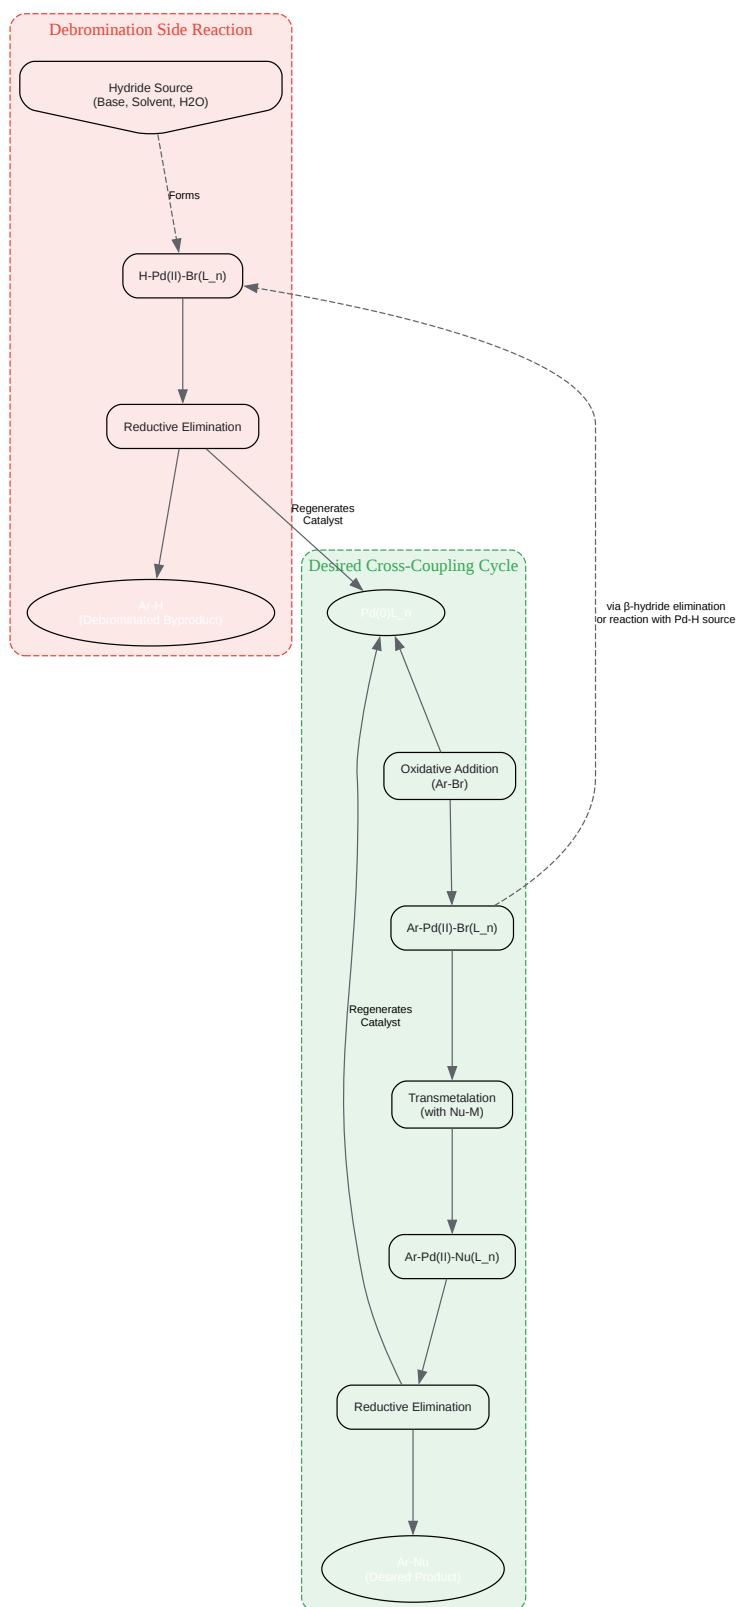 Debromination Side Reaction
Hydride Source
(Base, Solvent, H2O)
Forms
H-Pd(II)-Br(L_n)
Reductive Elimination
Regenerates
Catalyst
Ar-H
(Debrominated Byproduct)
Desired Cross-Coupling Cycle
Pd(0)L_n
via β-hydride elimination
or reaction with Pd-H source
Oxidative Addition
(Ar-Br)
Ar-Pd(II)-Br(L_n)
Regenerates
Catalyst
Transmetalation
(with Nu-M)
Ar-Pd(II)-Nu(L_n)
Reductive Elimination
Ar-Nu
(Desired Product)